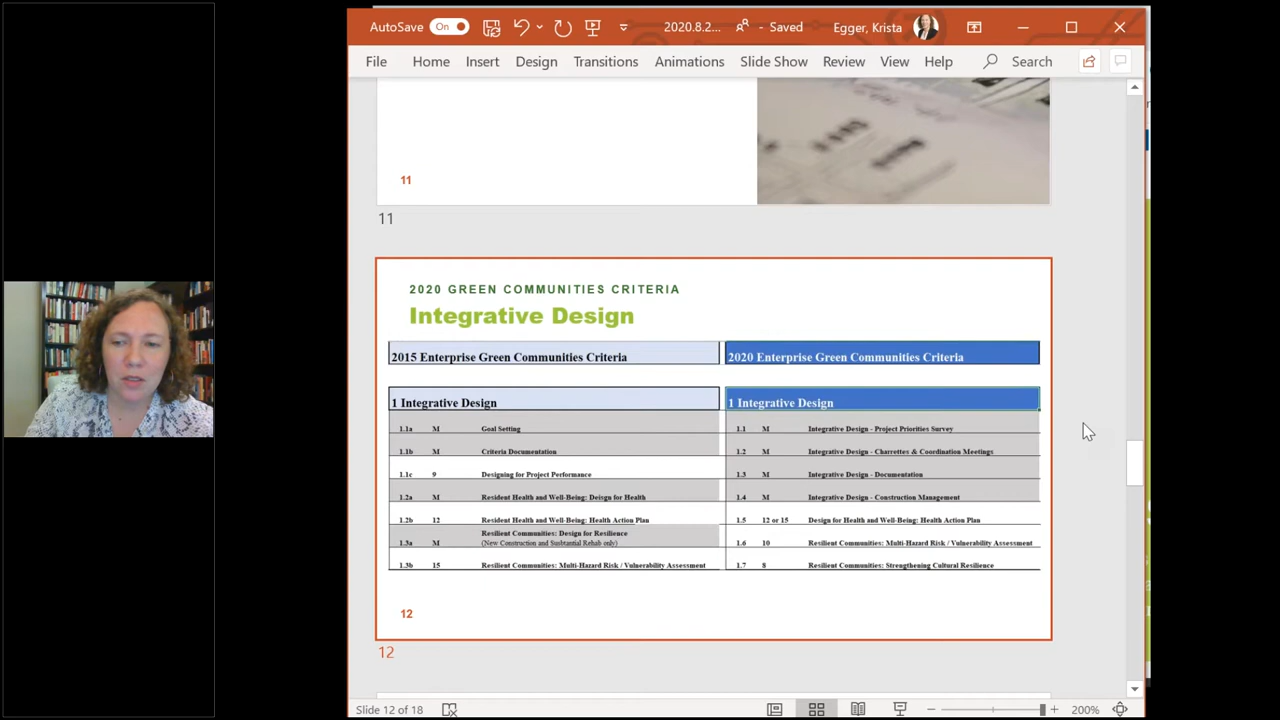 AutoSave On 2020.8.2... - Saved Egger, Krista
File Home Insert Design Transitions Animations Slide Show Review View Help Search
11
11
2020 GREEN COMMUNITIES CRITERIA
Integrative Design
2015 Enterprise Green Communities Criteria 2020 Enterprise Green Communities Criteria
1 Integrative Design 1 Integrative Design
1.1a M Goal Setting 1.1 M Integrative Design - Project Priorities Survey
1.1b M Criteria Documentation 1.2 M Integrative Design - Charrettes & Coordination Meetings
1.1c 9 Designing for Project Performance 1.3 M Integrative Design - Documentation
1.2a M Resident Health and Well-Being: Deisgn for Health 1.4 M Integrative Design - Construction Management
1.2b 12 Resident Health and Well-Being: Health Action Plan 1.5 12 or 15 Design for Health and Well-Being: Health Action Plan
Resilient Communities: Design for Resilience
1.3a M (New Construction and Susbtantial Rehab only) 1.6 10 Resilient Communities: Multi-Hazard Risk / Vulnerability Assessment
1.3b 15 Resilient Communities: Multi-Hazard Risk / Vulnerability Assessment 1.7 8 Resilient Communities: Strengthening Cultural Resilience
12
12
Slide 12 of 18 200%